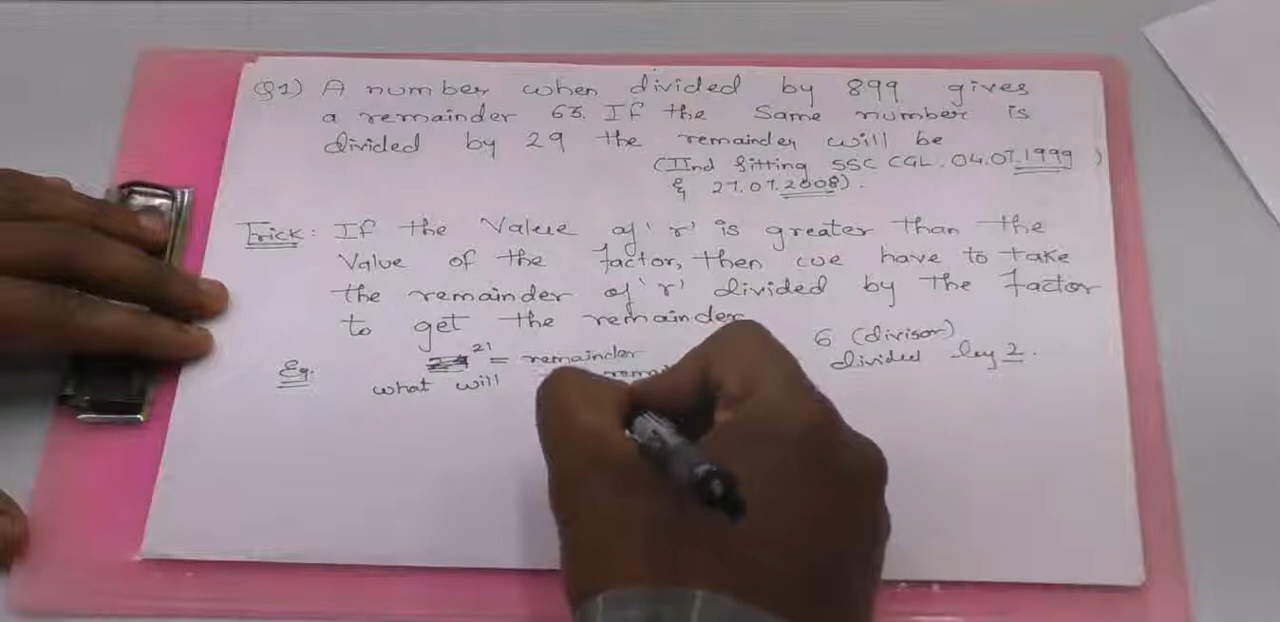 Q1) A number when divided by 899 gives
a remainder 63. If the same number is
divided by 29 the remainder will be
(IInd Sitting SSC CGL. 04.07.1999)
& 27.07.2008).
Trick: If the value of 'r' is greater than the
value of the factor, then we have to take
the remainder of 'r' divided by the factor
to get the remainder
6 (divisor)
Eg. 21 = remainder divided by 2.
what will